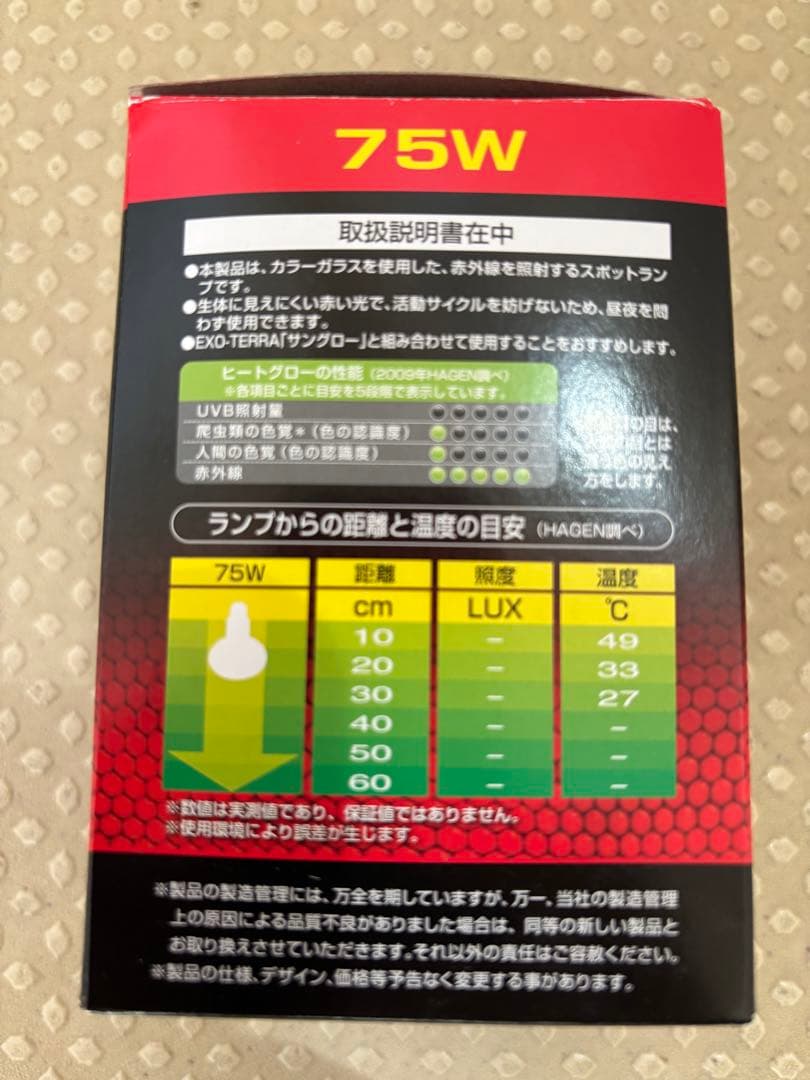 75W
取扱説明書在中
●本製品は、カラーガラスを使用した、赤外線を照射するスポットラン
プです。
●生体に見えにくい赤い光で、活動サイクルを妨げないため、昼夜を問
わず使用できます。
●EXO-TERRA「サングロー」と組み合わせて使用することをおすすめします。
ヒートグローの性能（2009年HAGEN調べ）
※各項目ごとに目安を5段階で表示しています。
UVB照射量
爬虫類の色覚＊（色の認識度）
人間の色覚（色の認識度）
赤外線
の目は、
とは
見え
方をします。
ランプからの距離と温度の目安（HAGEN調べ）
75W 距離 照度 温度
cm LUX ℃
10 － 49
20 － 33
30 － 27
40 － －
50 － －
60 － －
※数値は実測値であり、保証値ではありません。
※使用環境により誤差が生じます。
※製品の製造管理には、万全を期していますが、万一、当社の製造管理
上の原因による品質不良がありました場合は、同等の新しい製品と
お取り換えさせていただきます。それ以外の責任はご容赦ください。
※製品の仕様、デザイン、価格等予告なく変更する事があります。